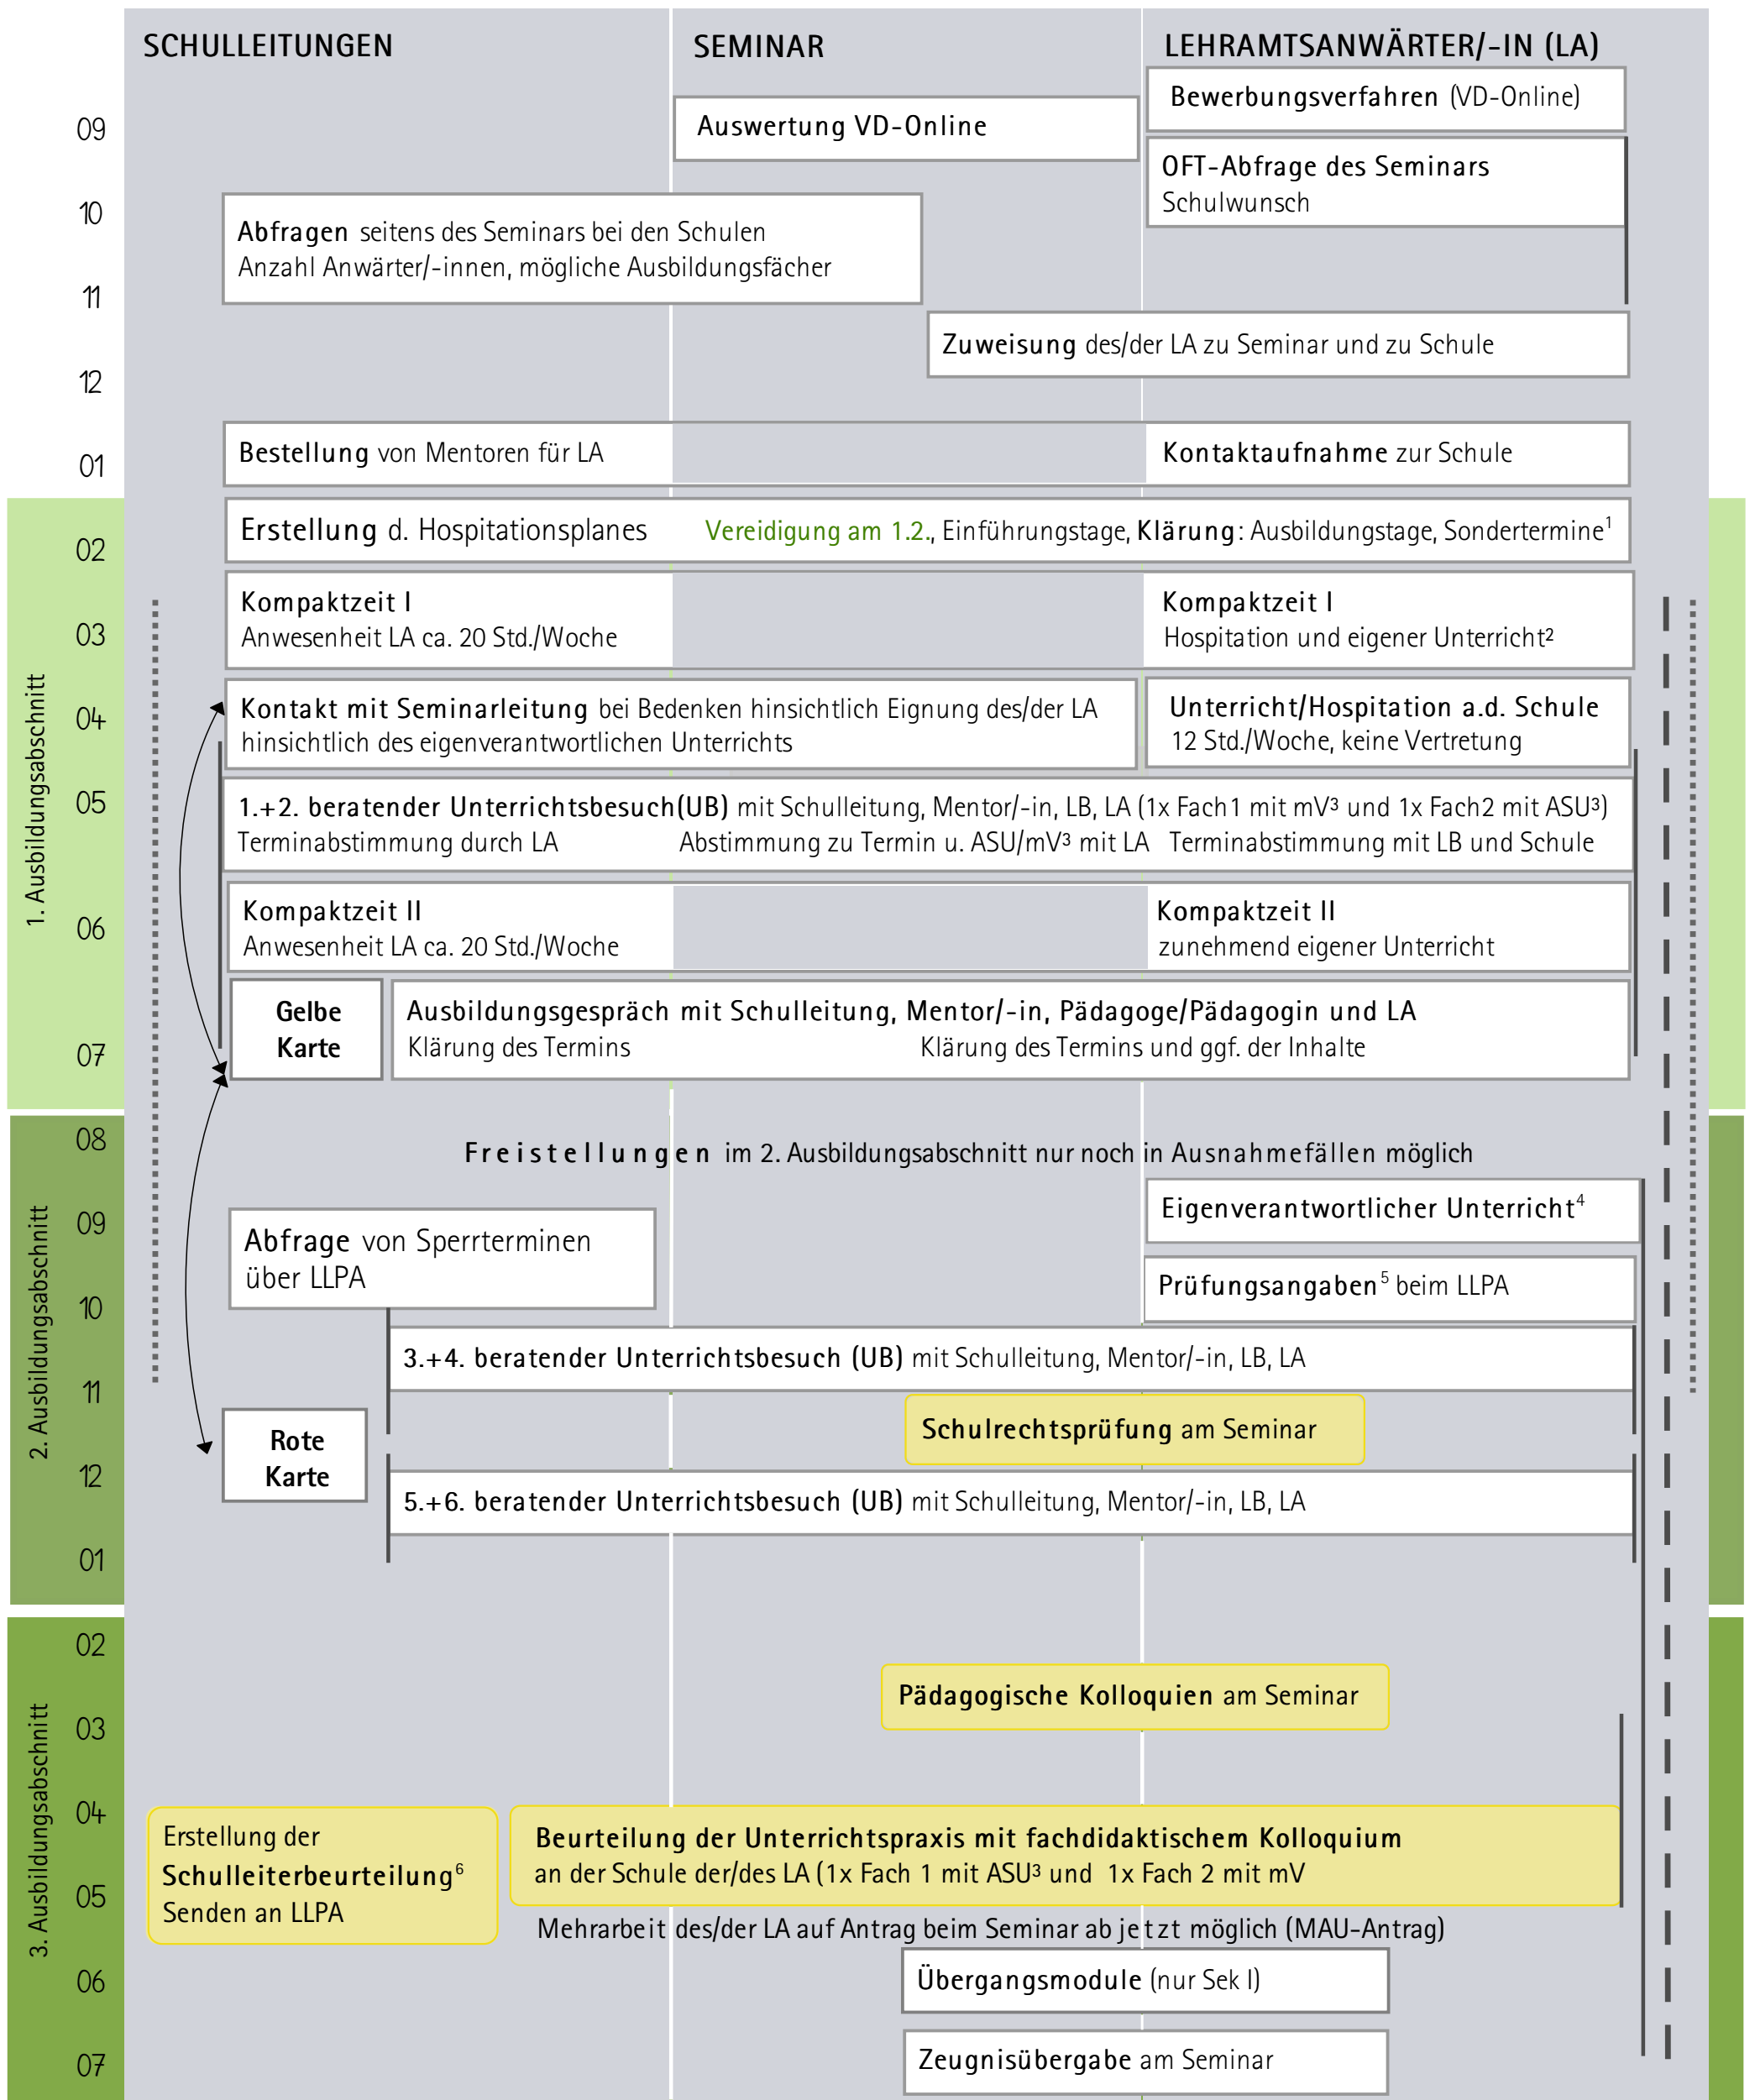 SCHULLEITUNGEN
SEMINAR
LEHRAMTSANWÄRTER/-IN (LA)
Bewerbungsverfahren (VD-Online)
09
Auswertung VD-Online
OFT-Abfrage des Seminars
Schulwunsch
10
Abfragen seitens des Seminars bei den Schulen
Anzahl Anwärter/-innen, mögliche Ausbildungsfächer
11
Zuweisung des/der LA zu Seminar und zu Schule
12
Bestellung von Mentoren für LA
Kontaktaufnahme zur Schule
01
1. Ausbildungsabschnitt
02
Erstellung d. Hospitationsplanes
Vereidigung am 1.2., Einführungstage, Klärung: Ausbildungstage, Sondertermine¹
03
Kompaktzeit I
Anwesenheit LA ca. 20 Std./Woche
Kompaktzeit I
Hospitation und eigener Unterricht²
04
Kontakt mit Seminarleitung bei Bedenken hinsichtlich Eignung des/der LA
hinsichtlich des eigenverantwortlichen Unterrichts
Unterricht/Hospitation a.d. Schule
12 Std./Woche, keine Vertretung
05
1.+2. beratender Unterrichtsbesuch(UB) mit Schulleitung, Mentor/-in, LB, LA (1x Fach1 mit mV³ und 1x Fach2 mit ASU³)
Terminabstimmung durch LA
Abstimmung zu Termin u. ASU/mV³ mit LA
Terminabstimmung mit LB und Schule
06
Kompaktzeit II
Anwesenheit LA ca. 20 Std./Woche
Kompaktzeit II
zunehmend eigener Unterricht
Gelbe
Karte
07
Ausbildungsgespräch mit Schulleitung, Mentor/-in, Pädagoge/Pädagogin und LA
Klärung des Termins
Klärung des Termins und ggf. der Inhalte
2. Ausbildungsabschnitt
08
Freistellungen im 2. Ausbildungsabschnitt nur noch in Ausnahmefällen möglich
09
Abfrage von Sperrterminen
über LLPA
Eigenverantwortlicher Unterricht⁴
Prüfungsangaben⁵ beim LLPA
10
3.+4. beratender Unterrichtsbesuch (UB) mit Schulleitung, Mentor/-in, LB, LA
11
Schulrechtsprüfung am Seminar
Rote
Karte
12
5.+6. beratender Unterrichtsbesuch (UB) mit Schulleitung, Mentor/-in, LB, LA
01
3. Ausbildungsabschnitt
02
Pädagogische Kolloquien am Seminar
03
04
Erstellung der
Schulleiterbeurteilung⁶
Senden an LLPA
Beurteilung der Unterrichtspraxis mit fachdidaktischem Kolloquium
an der Schule der/des LA (1x Fach 1 mit ASU³ und 1x Fach 2 mit mV
05
Mehrarbeit des/der LA auf Antrag beim Seminar ab jetzt möglich (MAU-Antrag)
06
Übergangsmodule (nur Sek I)
07
Zeugnisübergabe am Seminar